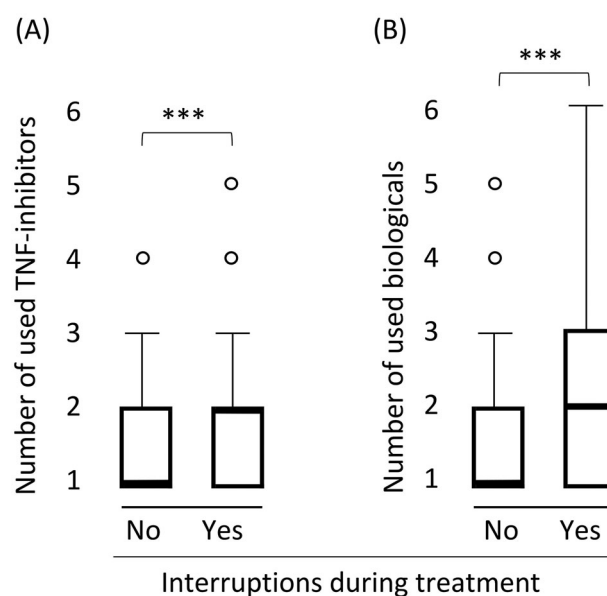 (A)
***
Number of used TNF-inhibitors
6
5
4
3
2
1
No Yes
(B)
***
Number of used biologicals
6
5
4
3
2
1
No Yes
Interruptions during treatment